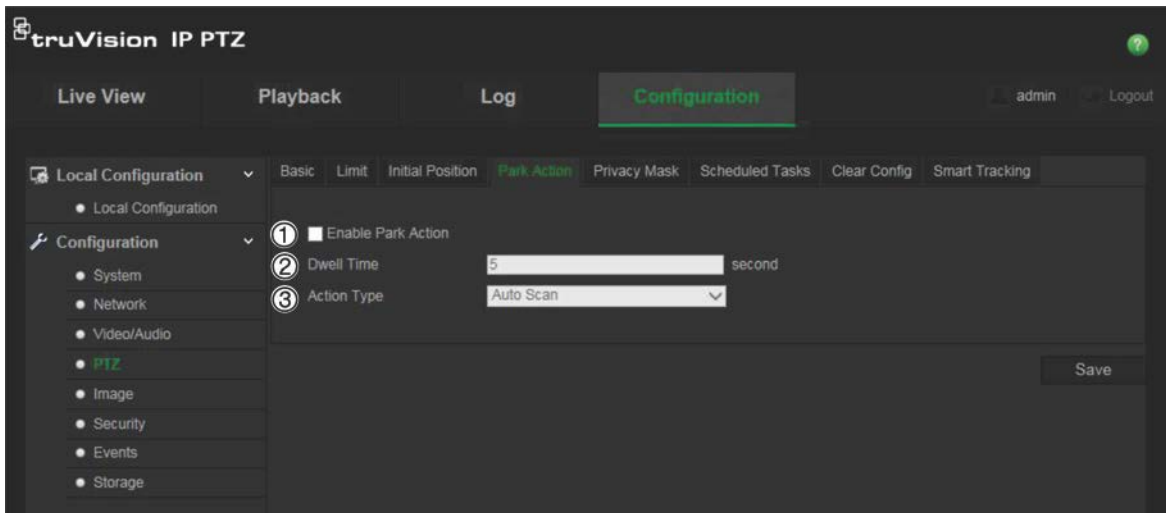 truVision IP PTZ
?
Live View Playback Log Configuration admin Logout
Local Configuration
Local Configuration
Configuration
System
Network
Video/Audio
PTZ
Image
Security
Events
Storage
Basic Limit Initial Position Park Action Privacy Mask Scheduled Tasks Clear Config Smart Tracking
① Enable Park Action
② Dwell Time 5 second
③ Action Type Auto Scan
Save